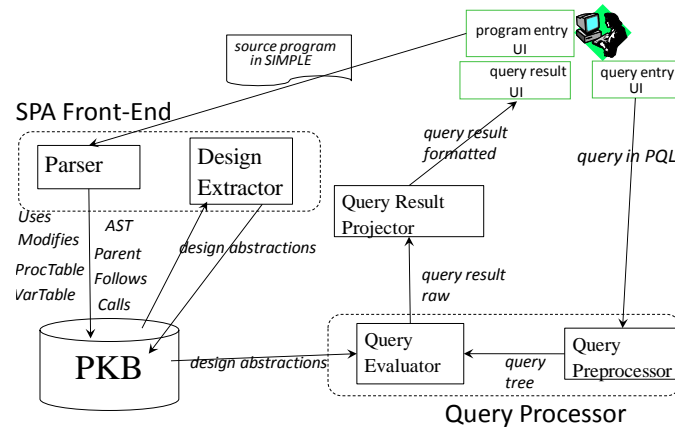 program entry
UI
source program
in SIMPLE
query result
UI
query entry
UI
SPA Front-End
Parser
Design
Extractor
query result
formatted
query in PQL
Uses
Modifies
ProcTable
VarTable
AST
Parent
Follows
Calls
design abstractions
Query Result
Projector
query result
raw
PKB
design abstractions
Query
Evaluator
query
tree
Query
Preprocessor
Query Processor